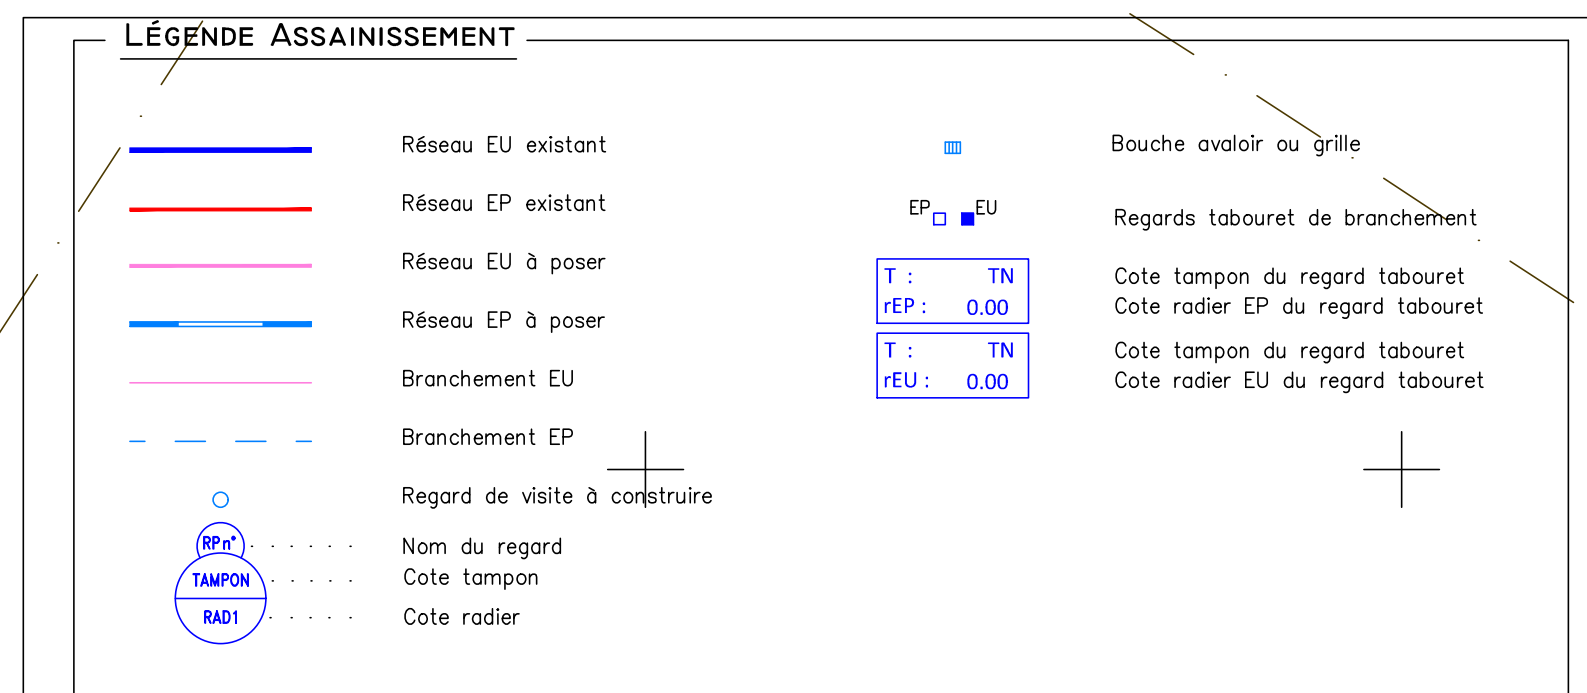 LÉGENDE ASSAINISSEMENT
Réseau EU existant
Réseau EP existant
Réseau EU à poser
Réseau EP à poser
Branchement EU
Branchement EP
Regard de visite à construire
RPn° Nom du regard
TAMPON Cote tampon
RAD1 Cote radier
Bouche avaloir ou grille
EP EU Regards tabouret de branchement
T : TN Cote tampon du regard tabouret
rEP : 0.00 Cote radier EP du regard tabouret
T : TN Cote tampon du regard tabouret
rEU : 0.00 Cote radier EU du regard tabouret